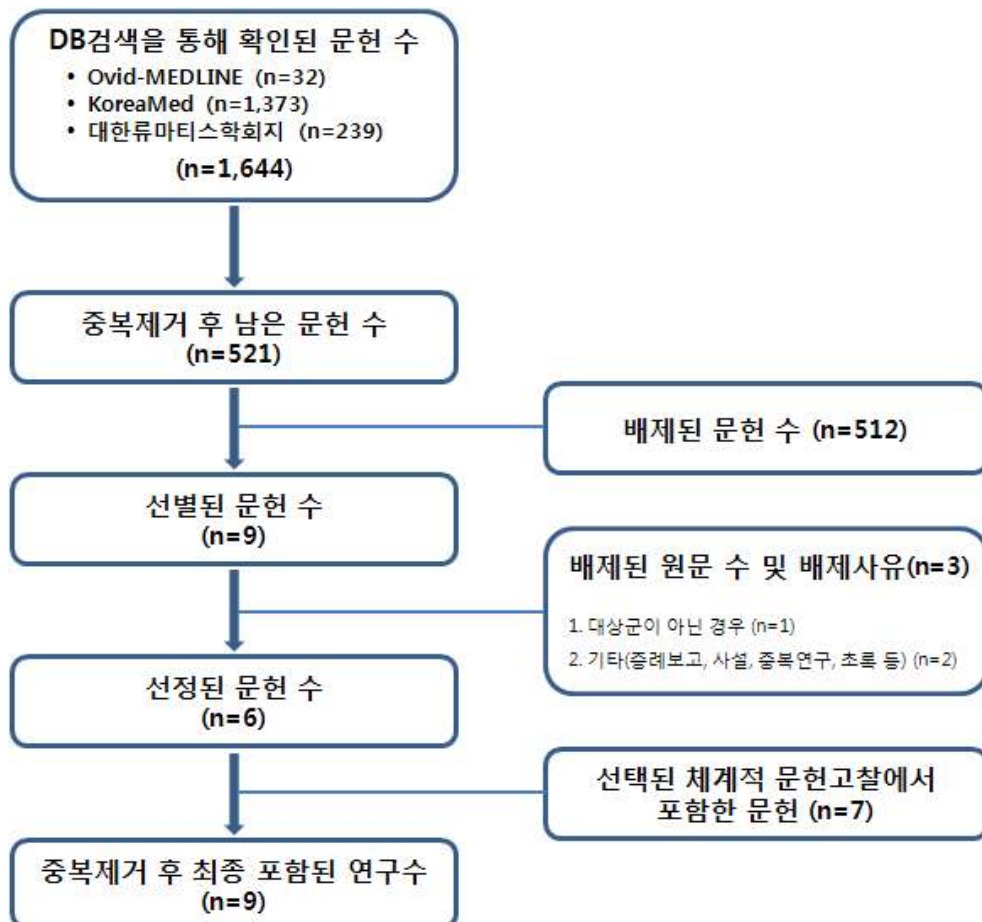 DB검색을 통해 확인된 문헌 수
• Ovid-MEDLINE (n=32)
• KoreaMed (n=1,373)
• 대한류마티스학회지 (n=239)
(n=1,644)
중복제거 후 남은 문헌 수
(n=521)
배제된 문헌 수 (n=512)
선별된 문헌 수
(n=9)
배제된 원문 수 및 배제사유(n=3)
1. 대상군이 아닌 경우 (n=1)
2. 기타(증례보고, 사설, 중복연구, 초록 등) (n=2)
선정된 문헌 수
(n=6)
선택된 체계적 문헌고찰에서
포함한 문헌 (n=7)
중복제거 후 최종 포함된 연구수
(n=9)